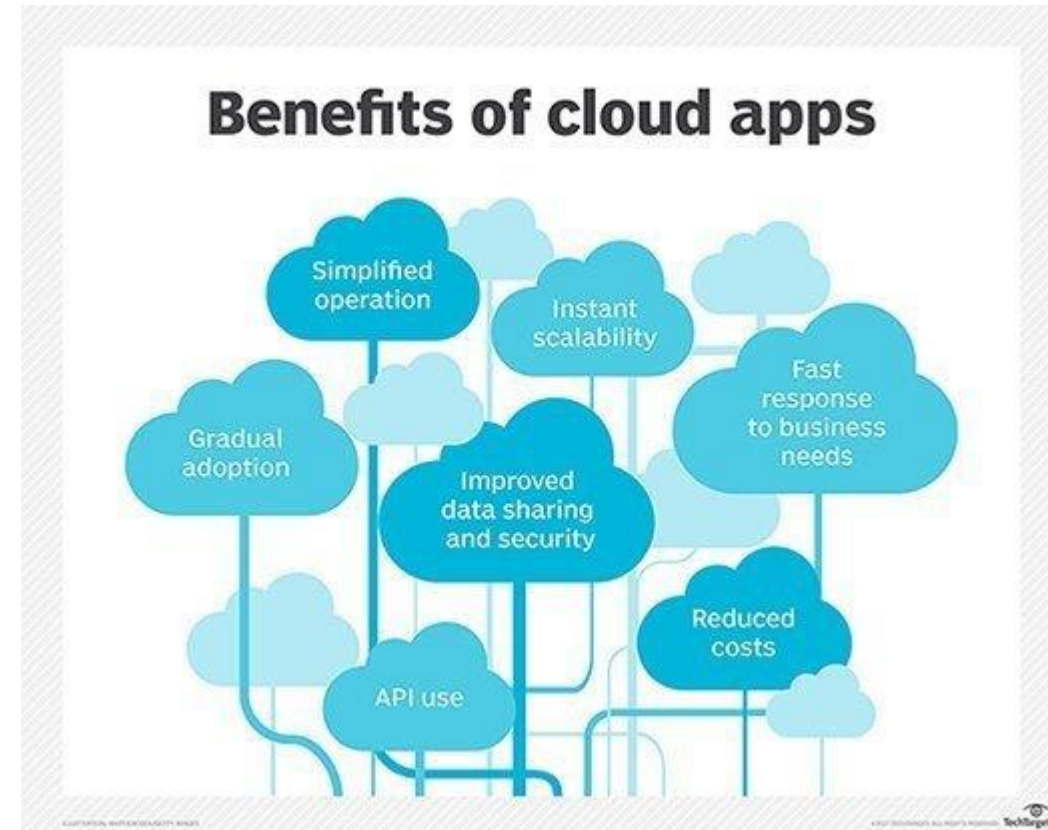 Benefits of cloud apps
Simplified
operation
Instant
scalability
Fast
response
to business
needs
Gradual
adoption
Improved
data sharing
and security
Reduced
costs
API use
TechTarget